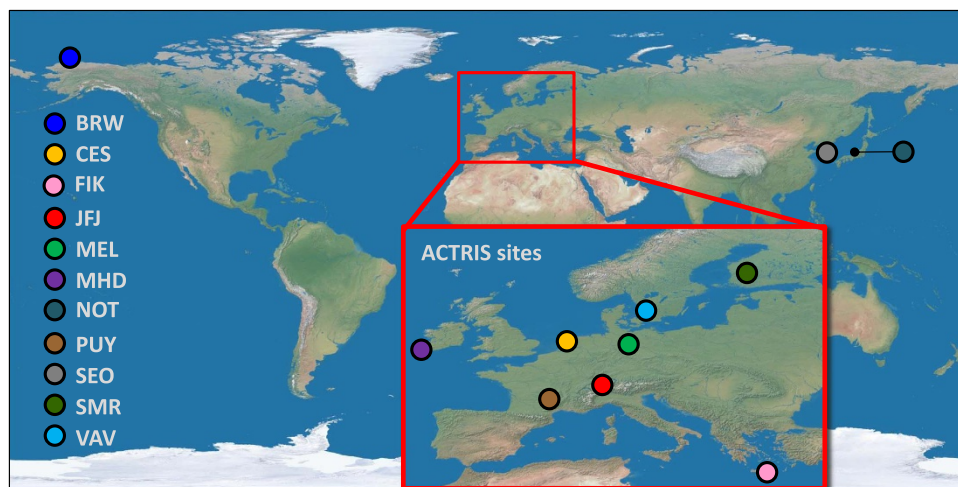 BRW
CES
FIK
JFJ
MEL
MHD
NOT
PUY
SEO
SMR
VAV
ACTRIS sites